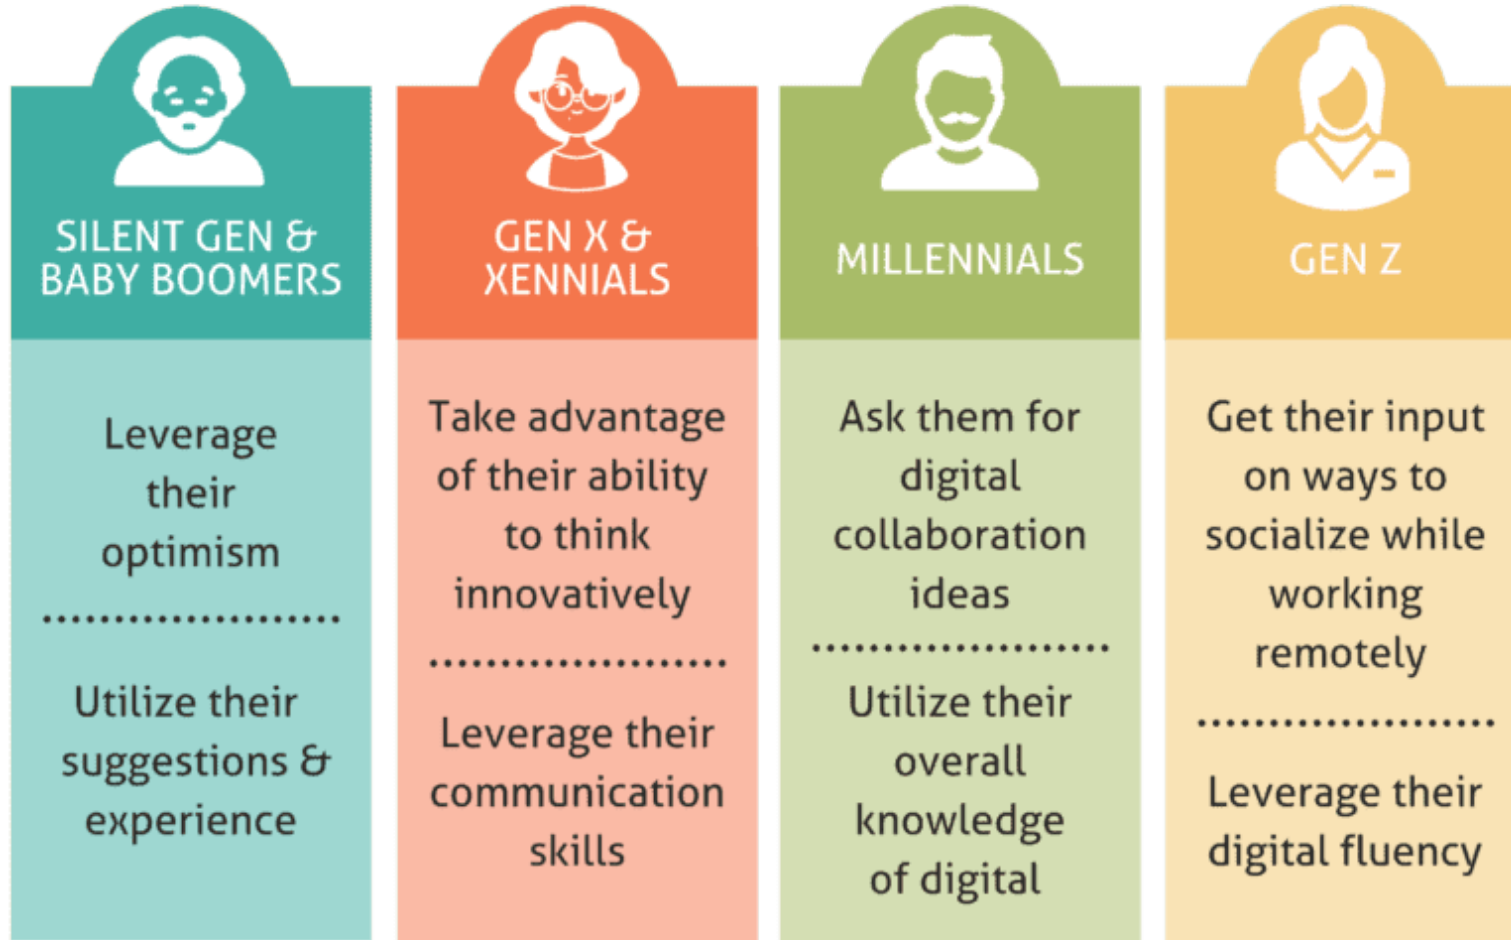 SILENT GEN &
BABY BOOMERS
Leverage
their
optimism
Utilize their
suggestions &
experience
GEN X &
XENNIALS
Take advantage
of their ability
to think
innovatively
Leverage their
communication
skills
MILLENNIALS
Ask them for
digital
collaboration
ideas
Utilize their
overall
knowledge
of digital
GEN Z
Get their input
on ways to
socialize while
working
remotely
Leverage their
digital fluency